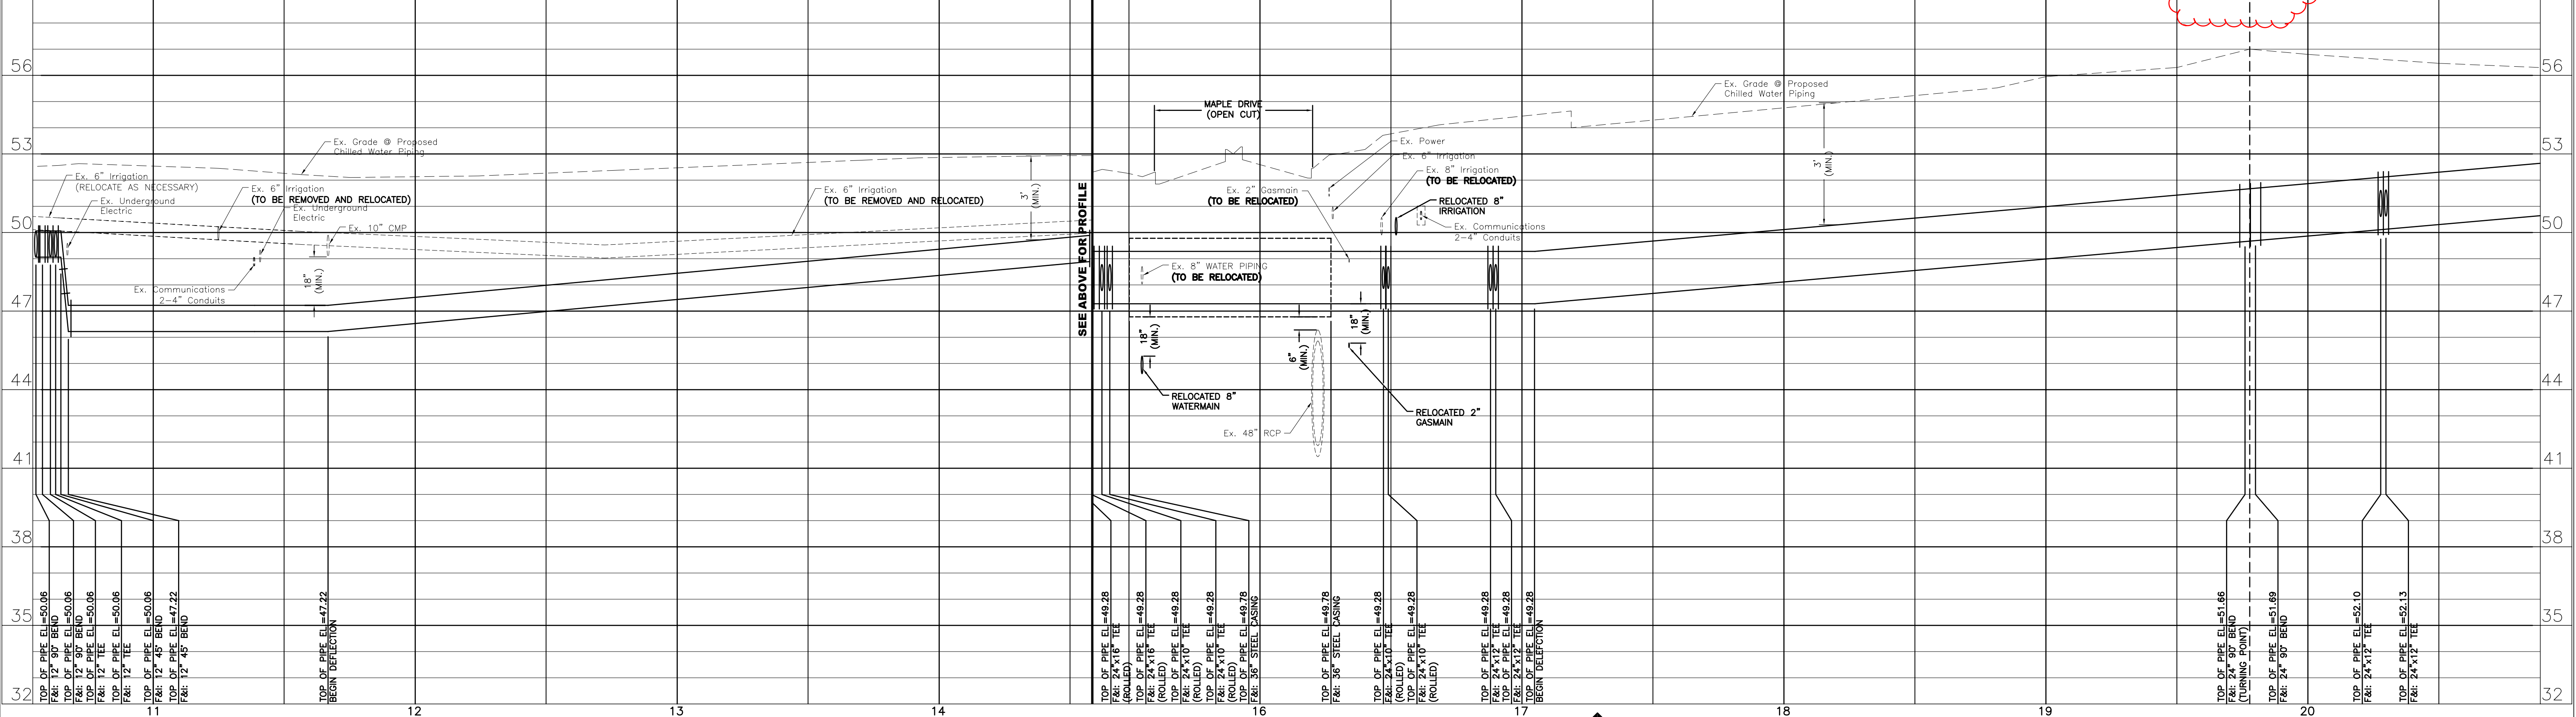 56
53
50
47
44
41
38
35
32
Ex. Grade @ Proposed
Chilled Water Piping
Ex. 6" Irrigation
(RELOCATE AS NECESSARY)
Ex. Underground
Electric
Ex. 6" Irrigation
(TO BE REMOVED AND RELOCATED)
Ex. Underground
Electric
Ex. 10" CMP
Ex. Communications
2-4" Conduits
18"
(MIN.)
Ex. 6" Irrigation
(TO BE REMOVED AND RELOCATED)
3'
(MIN.)
SEE ABOVE FOR PROFILE
MAPLE DRIVE
(OPEN CUT)
Ex. Power
Ex. 6" Irrigation
Ex. 8" Irrigation
(TO BE RELOCATED)
Ex. 2" Gasmain
(TO BE RELOCATED)
RELOCATED 8"
IRRIGATION
Ex. Communications
2-4" Conduits
Ex. 8" WATER PIPING
(TO BE RELOCATED)
18"
(MIN.)
6"
(MIN.)
18"
(MIN.)
RELOCATED 8"
WATERMAIN
Ex. 48" RCP
RELOCATED 2"
GASMAIN
Ex. Grade @ Proposed
Chilled Water Piping
3'
(MIN.)
56
53
50
47
44
41
38
35
32
TOP OF PIPE EL=50.06
F&I: 12" 90° BEND
TOP OF PIPE EL=50.06
F&I: 12" 90° BEND
TOP OF PIPE EL=50.06
F&I: 12" TEE
TOP OF PIPE EL=50.06
F&I: 12" TEE
TOP OF PIPE EL=50.06
F&I: 12" 45° BEND
TOP OF PIPE EL=47.22
F&I: 12" 45° BEND
TOP OF PIPE EL=47.22
BEGIN DEFLECTION
TOP OF PIPE EL=49.28
F&I: 24"x16" TEE
(ROLLED)
TOP OF PIPE EL=49.28
F&I: 24"x16" TEE
(ROLLED)
TOP OF PIPE EL=49.28
F&I: 24"x10" TEE
(ROLLED)
TOP OF PIPE EL=49.28
F&I: 24"x10" TEE
(ROLLED)
TOP OF PIPE EL=49.78
F&I: 36" STEEL CASING
TOP OF PIPE EL=49.78
F&I: 36" STEEL CASING
TOP OF PIPE EL=49.28
F&I: 24"x10" TEE
(ROLLED)
TOP OF PIPE EL=49.28
F&I: 24"x10" TEE
(ROLLED)
TOP OF PIPE EL=49.28
F&I: 24"x12" TEE
TOP OF PIPE EL=49.28
F&I: 24"x12" TEE
TOP OF PIPE EL=49.28
BEGIN DELEFCTION
TOP OF PIPE EL=51.66
F&I: 24" 90° BEND
(TURNING POINT)
TOP OF PIPE EL=51.69
F&I: 24" 90° BEND
TOP OF PIPE EL=52.10
F&I: 24"x12" TEE
TOP OF PIPE EL=52.13
F&I: 24"x12" TEE
11
12
13
14
16
17
18
19
20